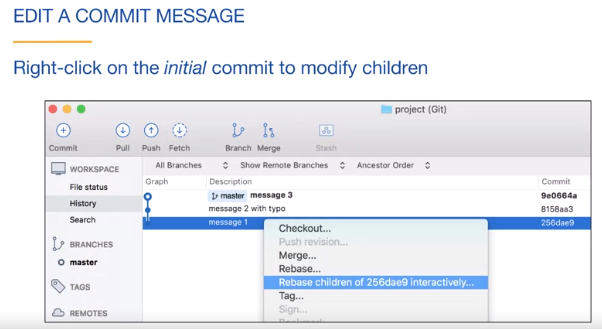 EDIT A COMMIT MESSAGE
Right-click on the initial commit to modify children
project (Git)
Commit Pull Push Fetch Branch Merge Stash
WORKSPACE
File status
History
Search
BRANCHES
master
TAGS
REMOTES
All Branches Show Remote Branches Ancestor Order
Graph Description Commit
master message 3 9e0664a
message 2 with typo 8158aa3
message 1 256dae9
Checkout...
Push revision...
Merge...
Rebase...
Rebase children of 256dae9 interactively...
Tag...
Sign...